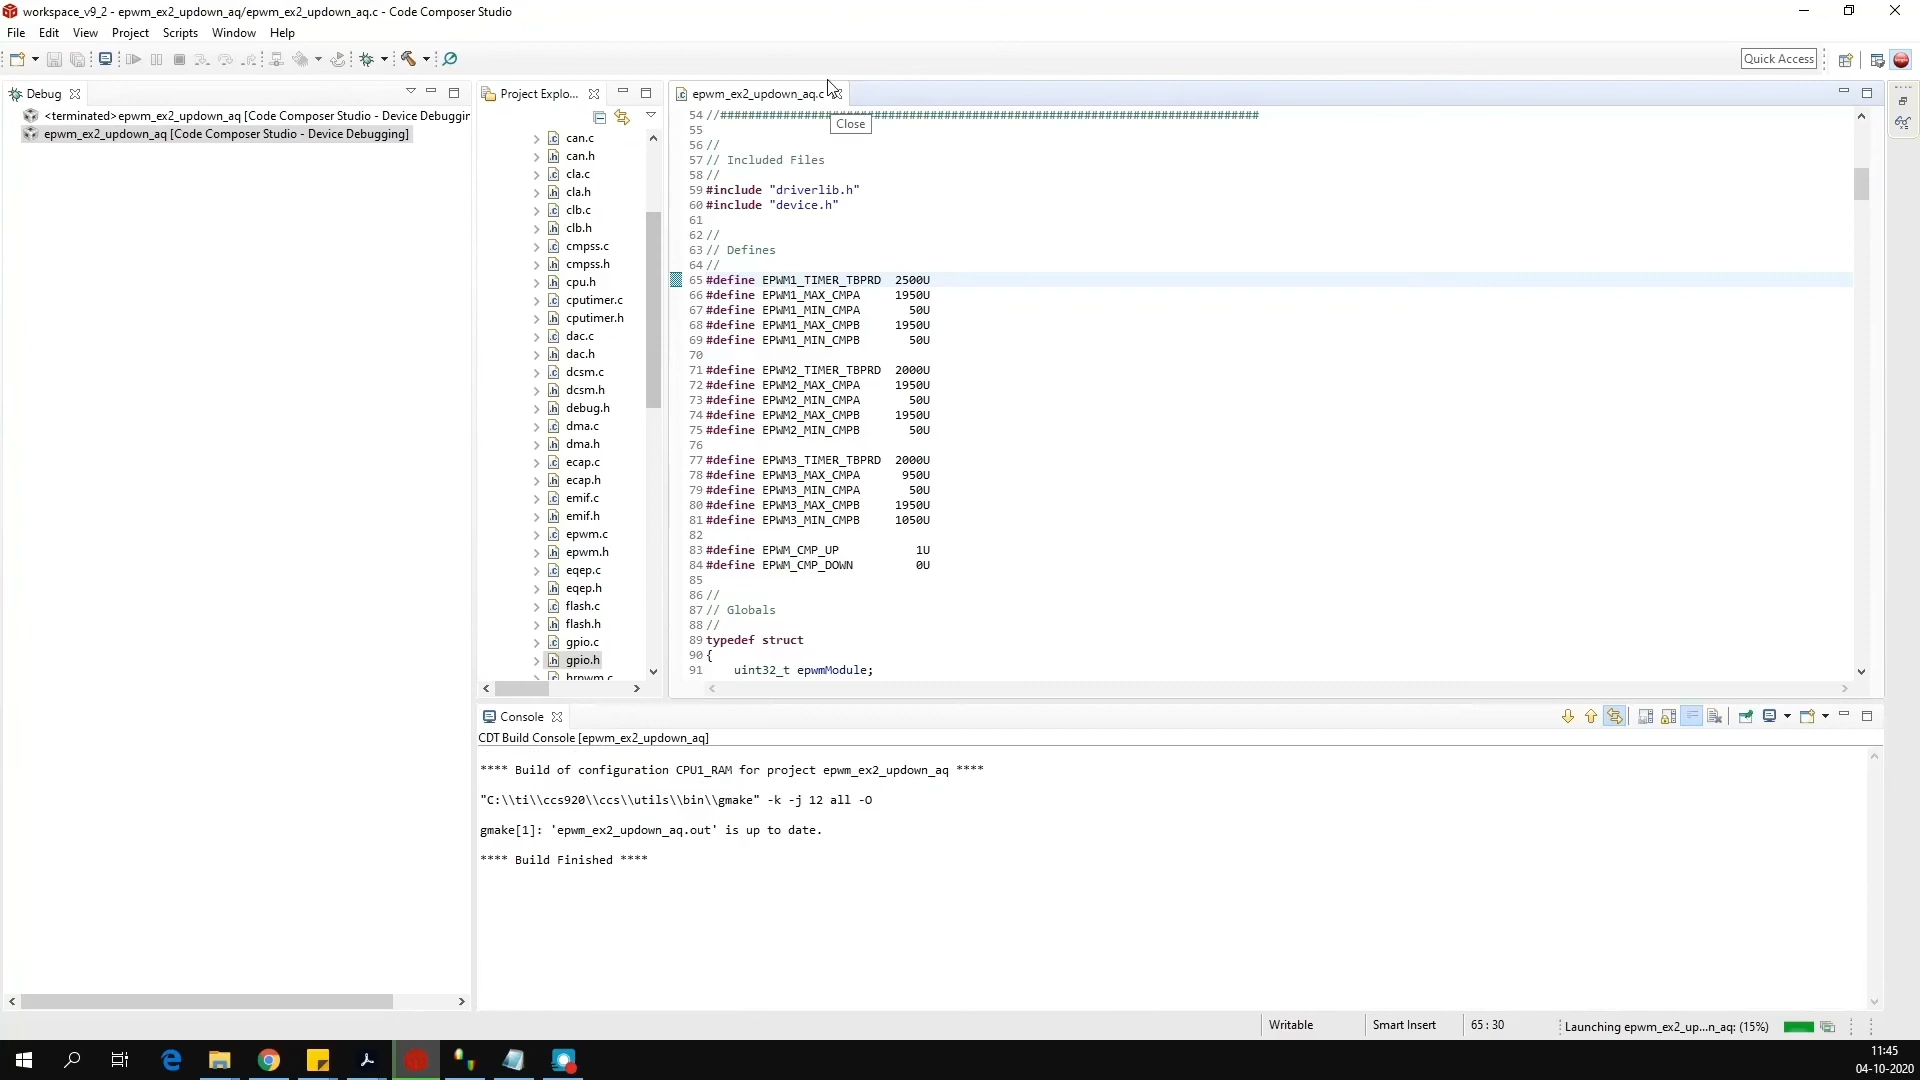 workspace_v9_2 - epwm_ex2_updown_aq/epwm_ex2_updown_aq.c - Code Composer Studio
File Edit View Project Scripts Window Help
Quick Access
Debug
<terminated>epwm_ex2_updown_aq [Code Composer Studio - Device Debuggin
epwm_ex2_updown_aq [Code Composer Studio - Device Debugging]
Project Explo...
can.c
can.h
cla.c
cla.h
clb.c
clb.h
cmpss.c
cmpss.h
cpu.h
cputimer.c
cputimer.h
dac.c
dac.h
dcsm.c
dcsm.h
debug.h
dma.c
dma.h
ecap.c
ecap.h
emif.c
emif.h
epwm.c
epwm.h
eqep.c
eqep.h
flash.c
flash.h
gpio.c
gpio.h
hrpwm.c
epwm_ex2_updown_aq.c
Close
54 //#############################################################################
55
56 //
57 // Included Files
58 //
59 #include "driverlib.h"
60 #include "device.h"
61
62 //
63 // Defines
64 //
65 #define EPWM1_TIMER_TBPRD 2500U
66 #define EPWM1_MAX_CMPA 1950U
67 #define EPWM1_MIN_CMPA 50U
68 #define EPWM1_MAX_CMPB 1950U
69 #define EPWM1_MIN_CMPB 50U
70
71 #define EPWM2_TIMER_TBPRD 2000U
72 #define EPWM2_MAX_CMPA 1950U
73 #define EPWM2_MIN_CMPA 50U
74 #define EPWM2_MAX_CMPB 1950U
75 #define EPWM2_MIN_CMPB 50U
76
77 #define EPWM3_TIMER_TBPRD 2000U
78 #define EPWM3_MAX_CMPA 950U
79 #define EPWM3_MIN_CMPA 50U
80 #define EPWM3_MAX_CMPB 1950U
81 #define EPWM3_MIN_CMPB 1050U
82
83 #define EPWM_CMP_UP 1U
84 #define EPWM_CMP_DOWN 0U
85
86 //
87 // Globals
88 //
89 typedef struct
90 {
91 uint32_t epwmModule;
Console
CDT Build Console [epwm_ex2_updown_aq]
**** Build of configuration CPU1_RAM for project epwm_ex2_updown_aq ****
"C:\\ti\\ccs920\\ccs\\utils\\bin\\gmake" -k -j 12 all -O
gmake[1]: 'epwm_ex2_updown_aq.out' is up to date.
**** Build Finished ****
Writable Smart Insert 65 : 30 Launching epwm_ex2_up...n_aq: (15%)
11:45
04-10-2020